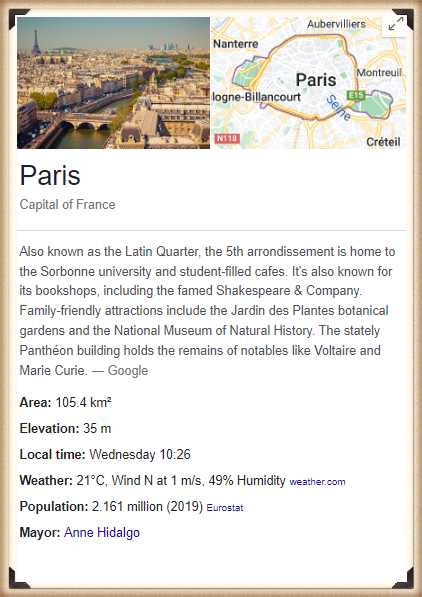 Aubervilliers
Nanterre
Paris
Montreuil
logne-Billancourt
E15
Seine
N118
Créteil
Paris
Capital of France
Also known as the Latin Quarter, the 5th arrondissement is home to
the Sorbonne university and student-filled cafes. It's also known for
its bookshops, including the famed Shakespeare & Company.
Family-friendly attractions include the Jardin des Plantes botanical
gardens and the National Museum of Natural History. The stately
Panthéon building holds the remains of notables like Voltaire and
Marie Curie. — Google
Area: 105.4 km²
Elevation: 35 m
Local time: Wednesday 10:26
Weather: 21°C, Wind N at 1 m/s, 49% Humidity weather.com
Population: 2.161 million (2019) Eurostat
Mayor: Anne Hidalgo